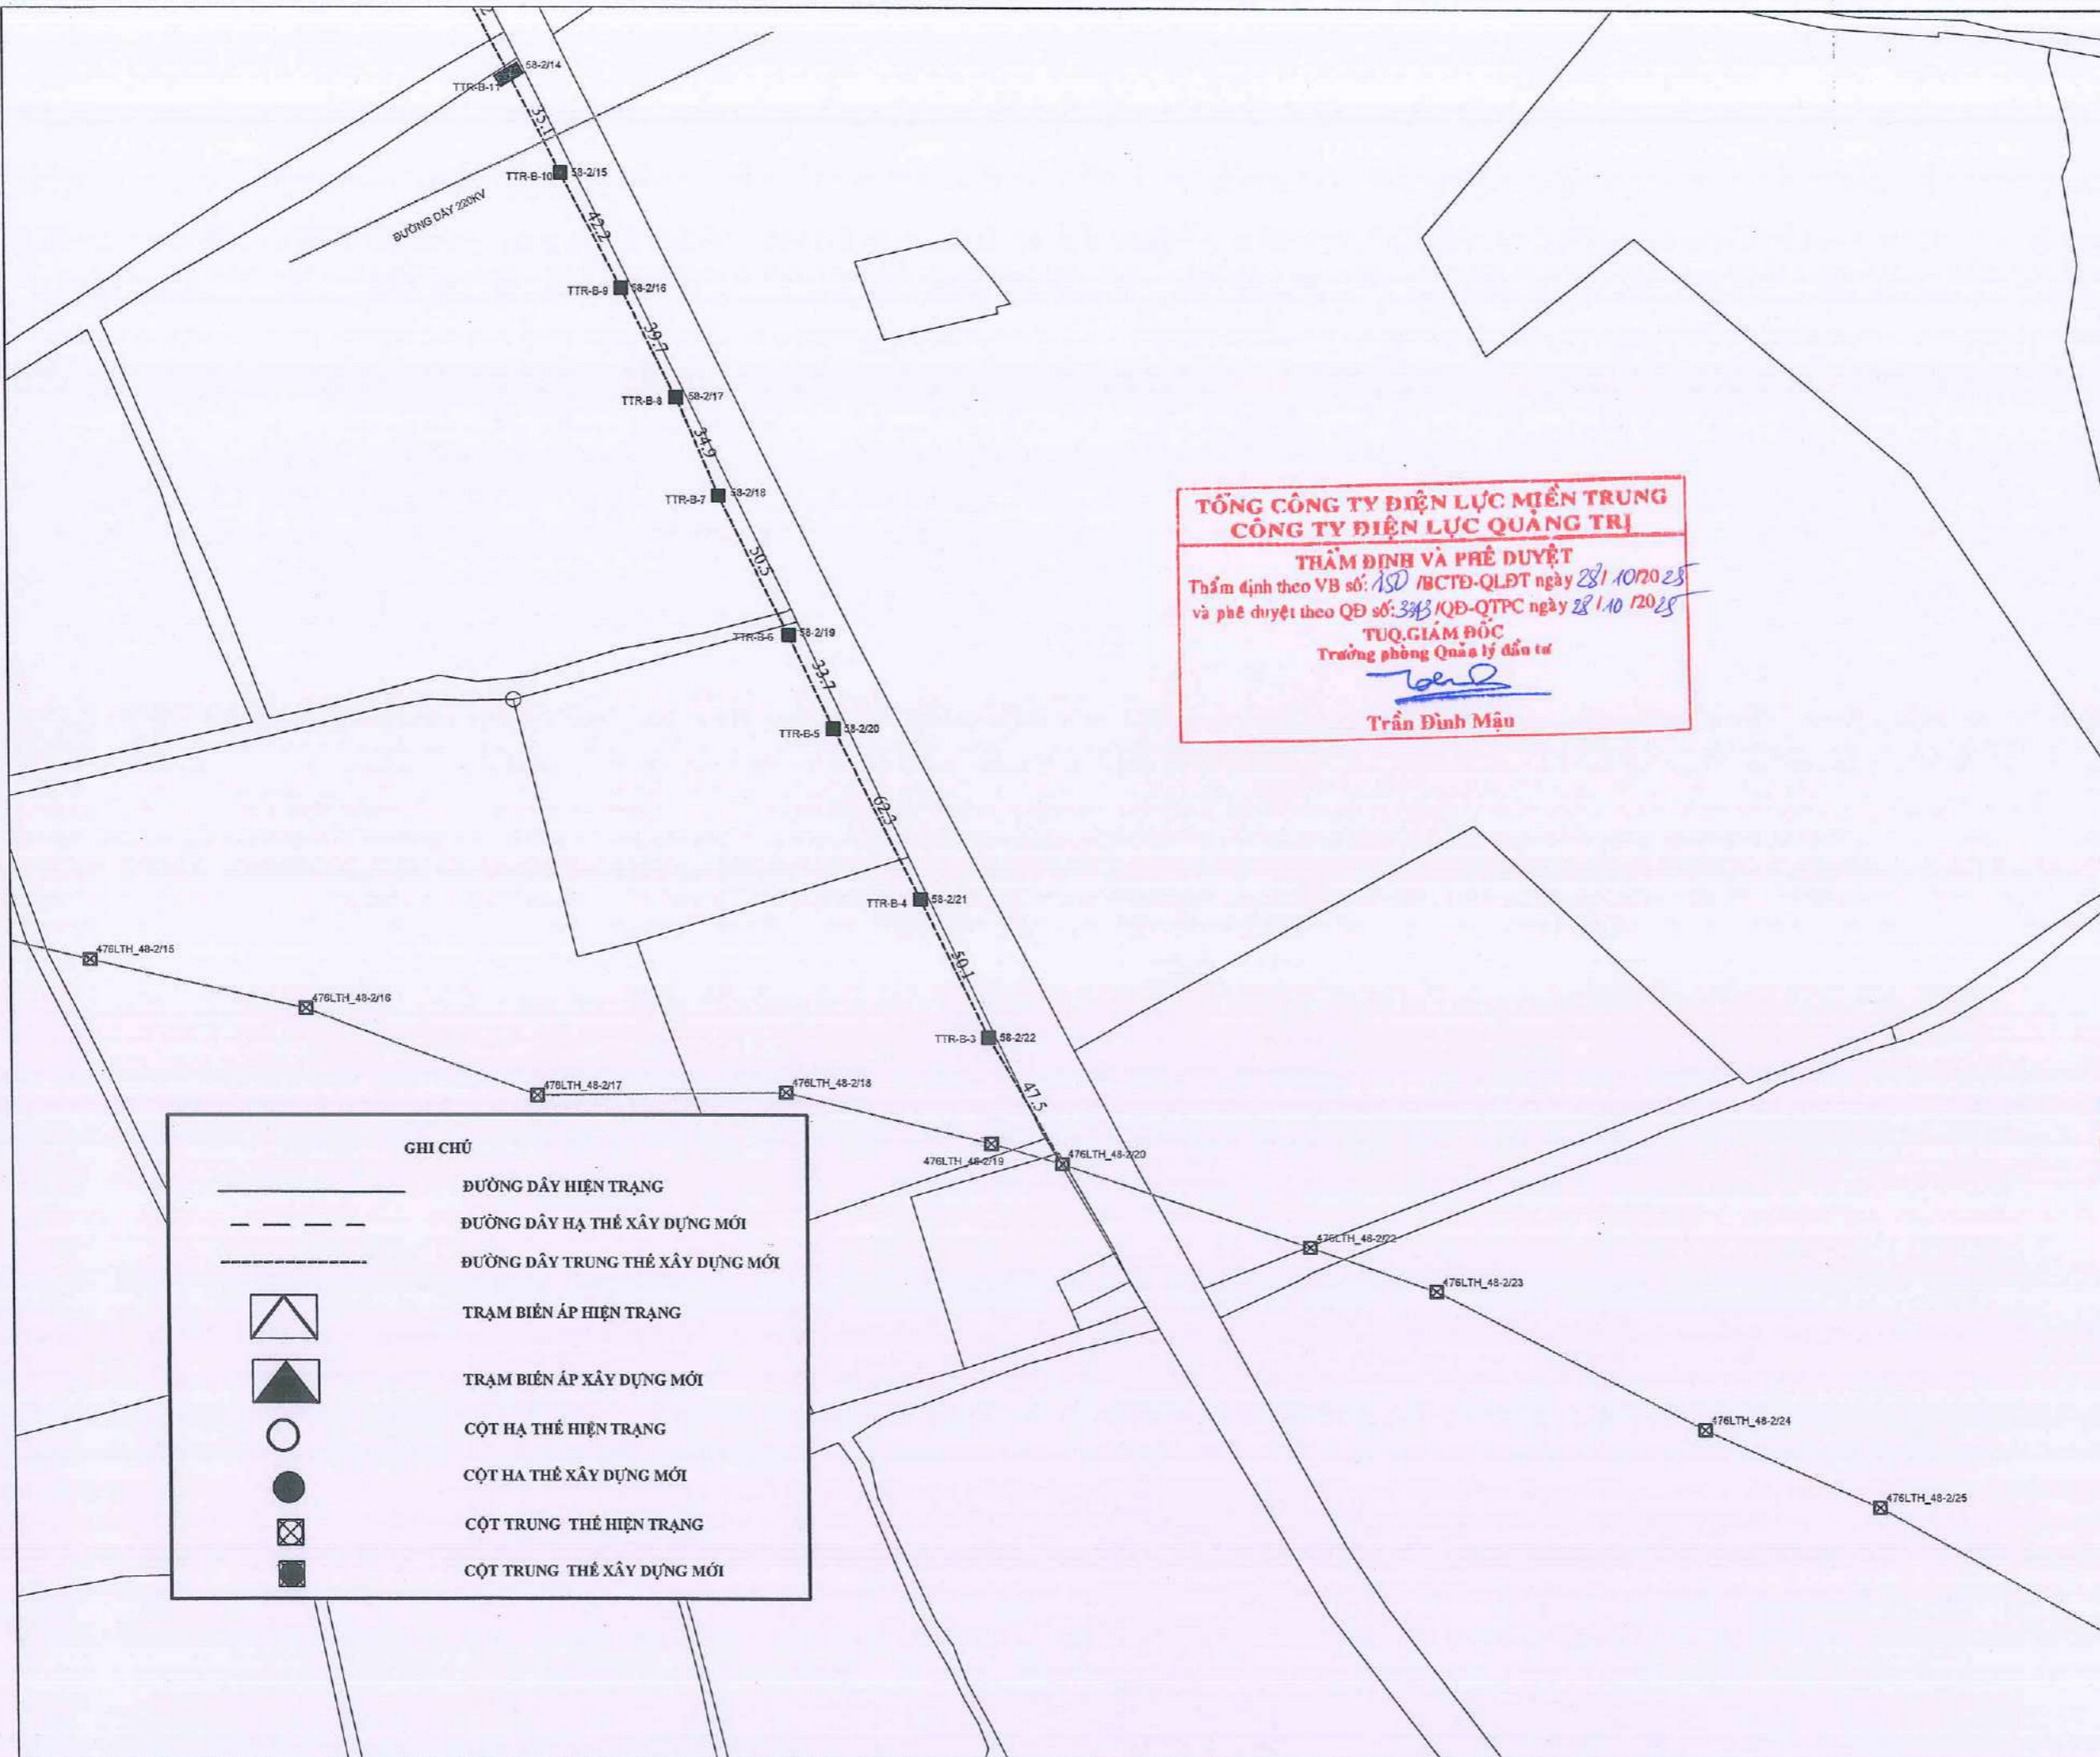 58-2/14
TTR-B-11
35.1
TTR-B-10
58-2/15
ĐƯỜNG DÂY 220KV
42.2
TTR-B-9
58-2/16
39.7
TTR-B-8
58-2/17
34.9
TTR-B-7
58-2/18
50.5
TTR-B-6
58-2/19
33.7
TTR-B-5
58-2/20
62.3
TTR-B-4
58-2/21
50.1
TTR-B-3
58-2/22
47.5
TỔNG CÔNG TY ĐIỆN LỰC MIỀN TRUNG
CÔNG TY ĐIỆN LỰC QUẢNG TRỊ
THẨM ĐỊNH VÀ PHÊ DUYỆT
Thẩm định theo VB số: 150 /BCTĐ-QLĐT ngày 28/ 10/2025
và phê duyệt theo QĐ số: /QĐ-QTPC ngày 28 / 10 /2025
TUQ.GIÁM ĐỐC
Trưởng phòng Quản lý đầu tư
Trần Đình Mậu
476LTH_48-2/15
476LTH_48-2/16
476LTH_48-2/17
476LTH_48-2/18
476LTH_48-2/19
476LTH_48-2/20
476LTH_48-2/22
476LTH_48-2/23
476LTH_48-2/24
476LTH_48-2/25
GHI CHÚ
ĐƯỜNG DÂY HIỆN TRẠNG
ĐƯỜNG DÂY HẠ THẾ XÂY DỰNG MỚI
ĐƯỜNG DÂY TRUNG THẾ XÂY DỰNG MỚI
TRẠM BIẾN ÁP HIỆN TRẠNG
TRẠM BIẾN ÁP XÂY DỰNG MỚI
CỘT HẠ THẾ HIỆN TRẠNG
CỘT HA THẾ XÂY DỰNG MỚI
CỘT TRUNG THẾ HIỆN TRẠNG
CỘT TRUNG THẾ XÂY DỰNG MỚI